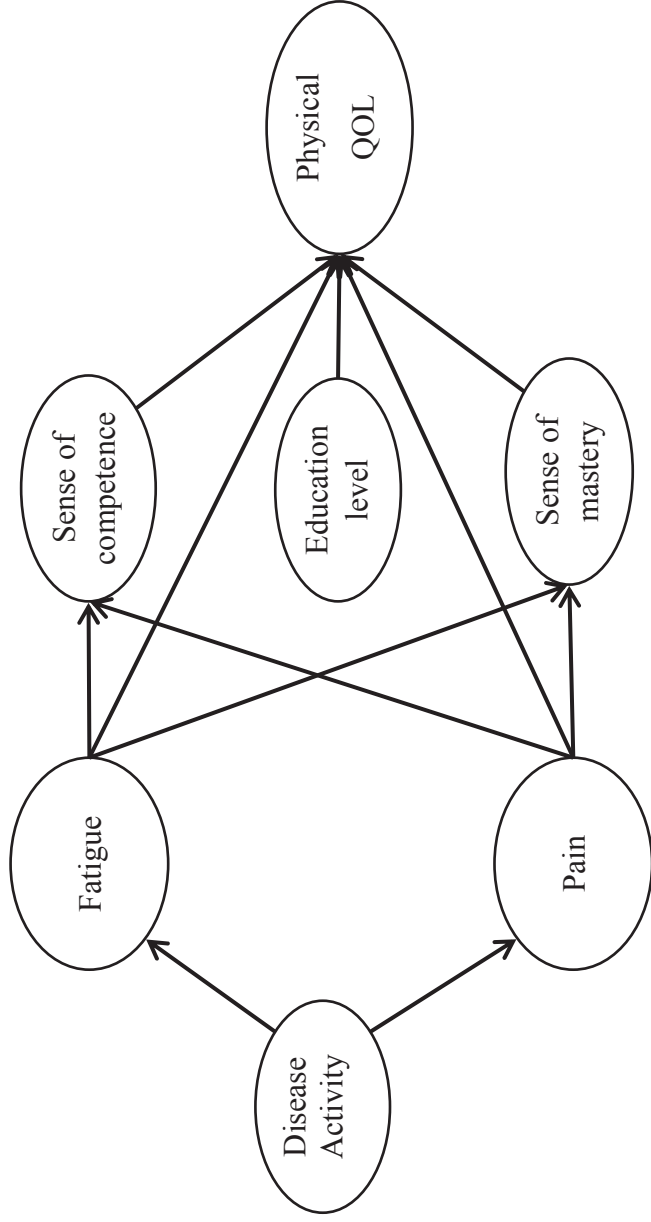 Disease
Activity
Fatigue
Pain
Sense of
competence
Education
level
Sense of
mastery
Physical
QOL